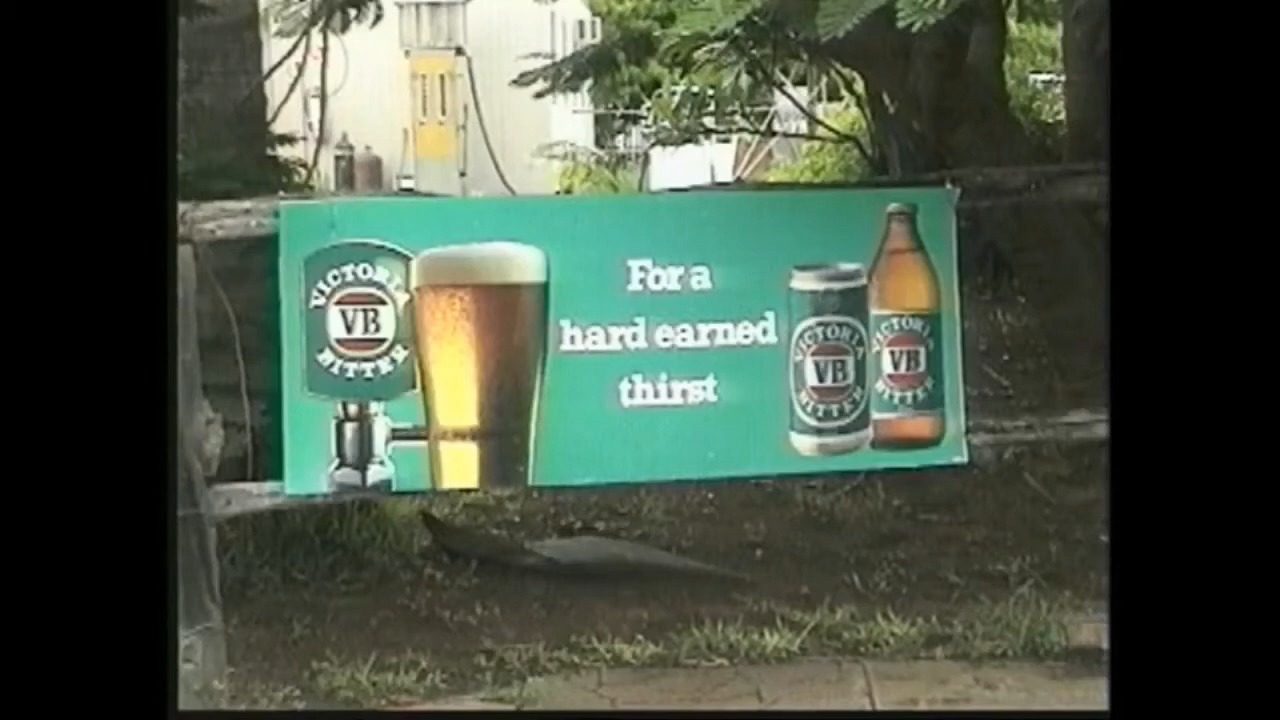 VICTORIA
VB
BITTER
For a
hard earned
thirst
VICTORIA
VB
BITTER
VICTORIA
VB
BITTER